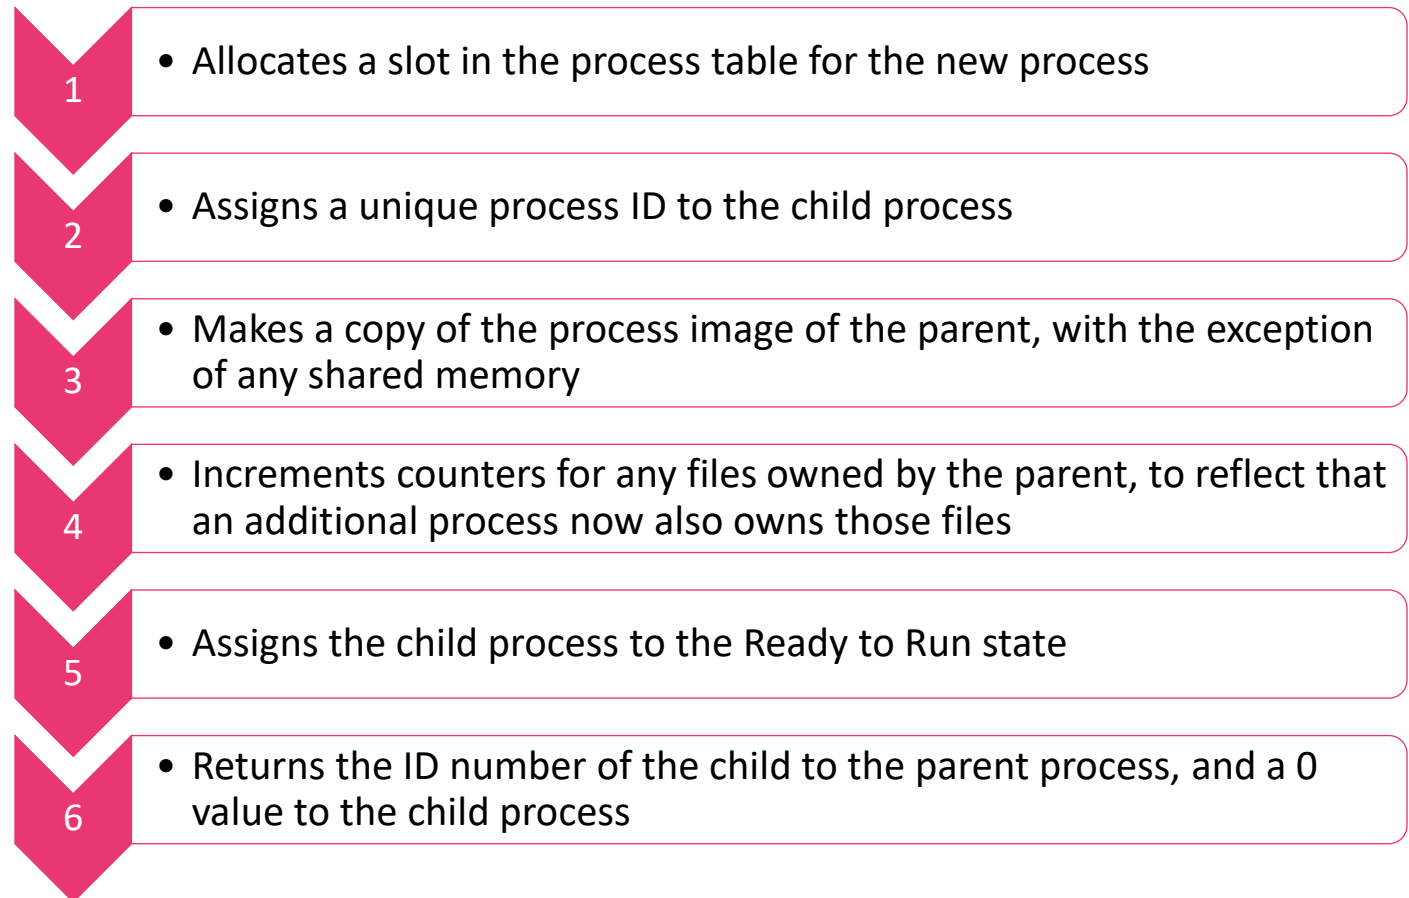 1
• Allocates a slot in the process table for the new process
2
• Assigns a unique process ID to the child process
3
• Makes a copy of the process image of the parent, with the exception
of any shared memory
4
• Increments counters for any files owned by the parent, to reflect that
an additional process now also owns those files
5
• Assigns the child process to the Ready to Run state
6
• Returns the ID number of the child to the parent process, and a 0
value to the child process